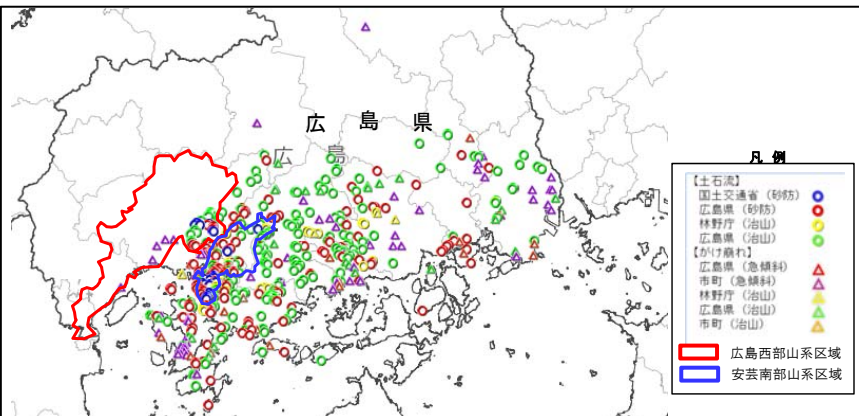 広島県
広島
凡例
【土石流】
国土交通省（砂防）
広島県（砂防）
林野庁（治山）
広島県（治山）
【がけ崩れ】
広島県（急傾斜）
市町（急傾斜）
林野庁（治山）
広島県（治山）
市町（治山）
広島西部山系区域
安芸南部山系区域